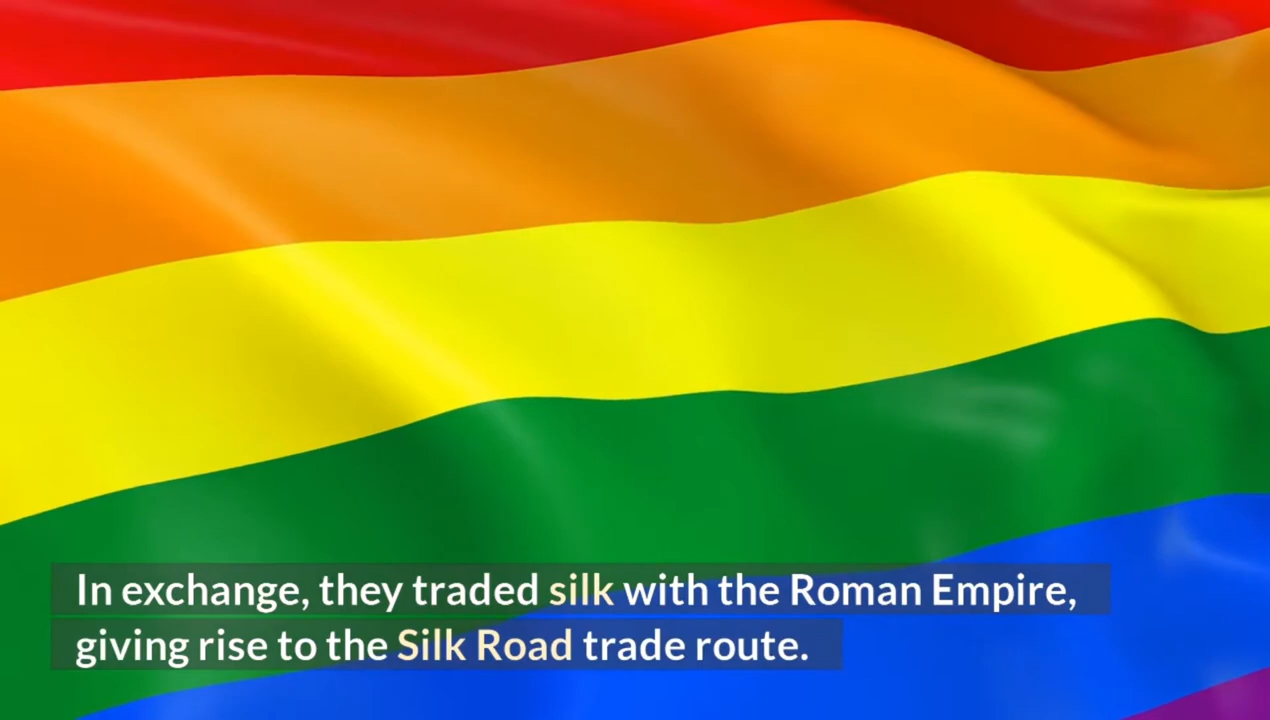 In exchange, they traded silk with the Roman Empire,
giving rise to the Silk Road trade route.